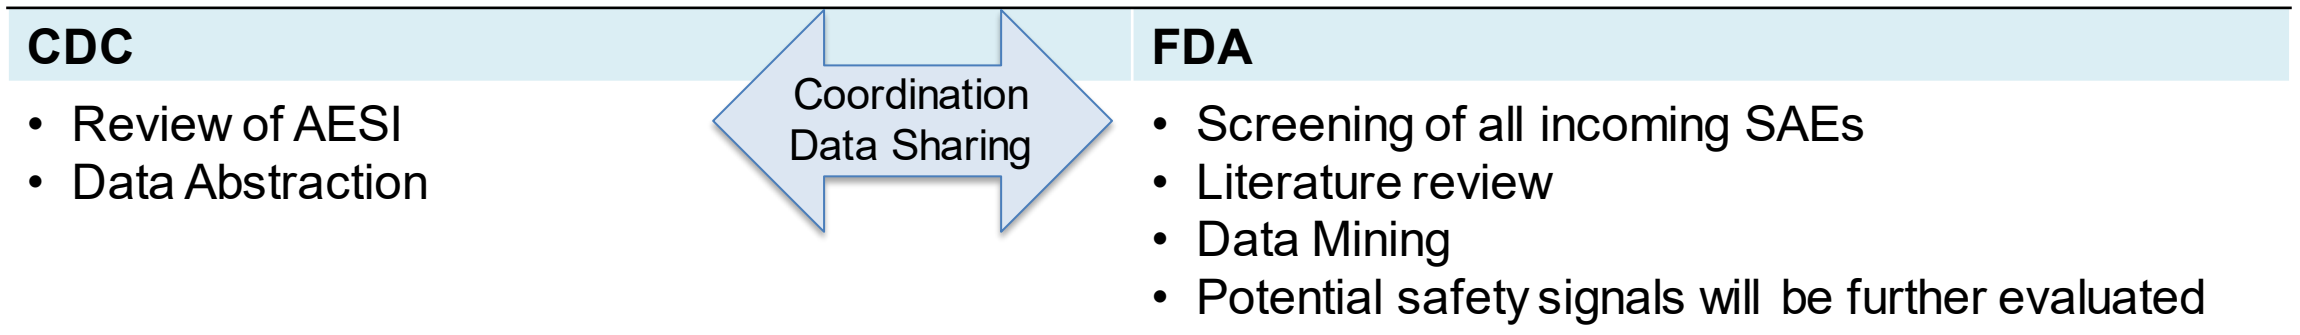 CDC
• Review of AESI
• Data Abstraction
Coordination
Data Sharing
FDA
• Screening of all incoming SAEs
• Literature review
• Data Mining
• Potential safety signals will be further evaluated